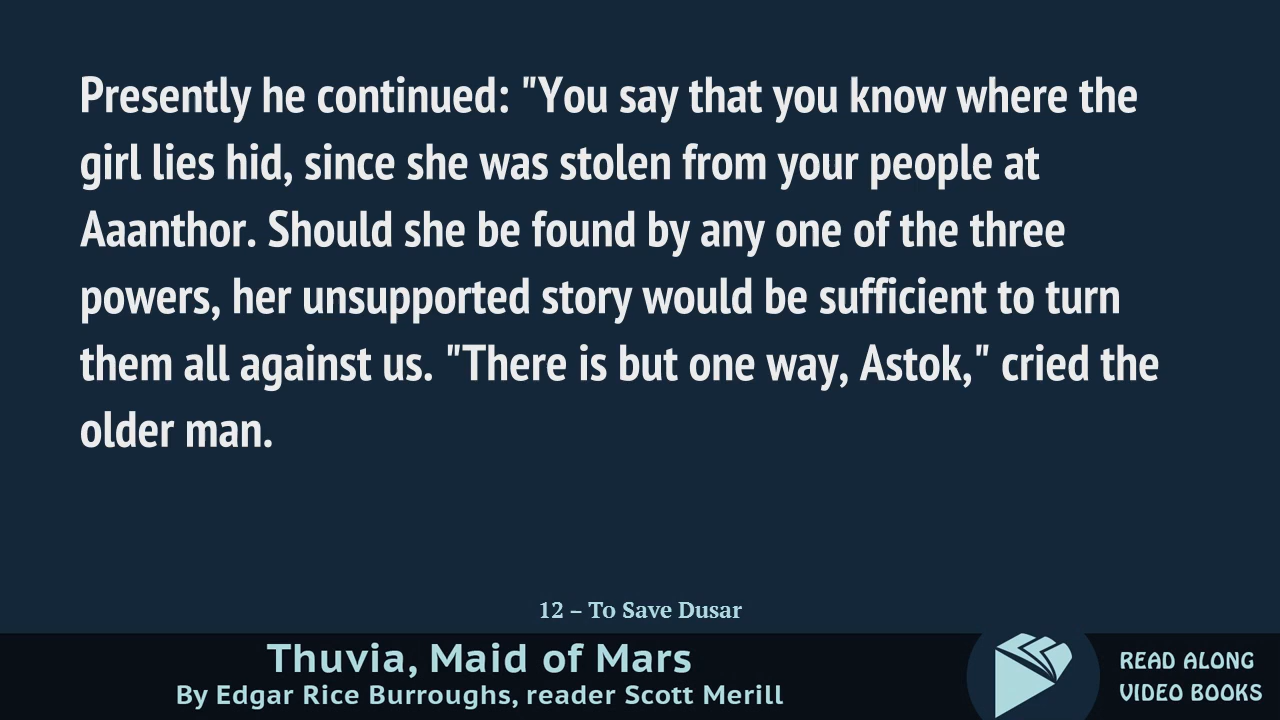 Presently he continued: "You say that you know where the
girl lies hid, since she was stolen from your people at
Aaanthor. Should she be found by any one of the three
powers, her unsupported story would be sufficient to turn
them all against us. "There is but one way, Astok," cried the
older man.
12 – To Save Dusar
Thuvia, Maid of Mars
By Edgar Rice Burroughs, reader Scott Merill
READ ALONG
VIDEO BOOKS